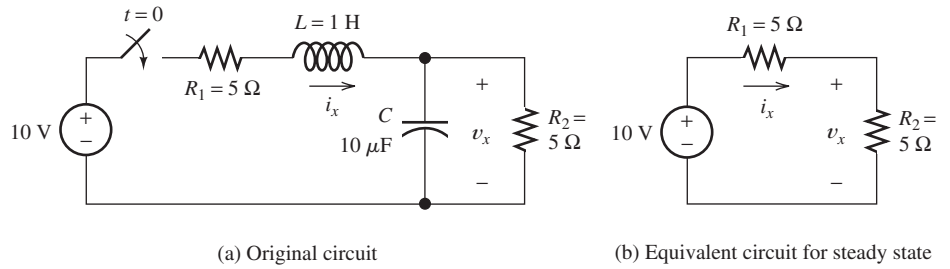 t = 0
L = 1 H
R₁ = 5 Ω
iₓ
10 V
+
−
C
10 μF
+
vₓ
−
R₂ =
5 Ω
(a) Original circuit
R₁ = 5 Ω
iₓ
10 V
+
−
+
vₓ
−
R₂ =
5 Ω
(b) Equivalent circuit for steady state